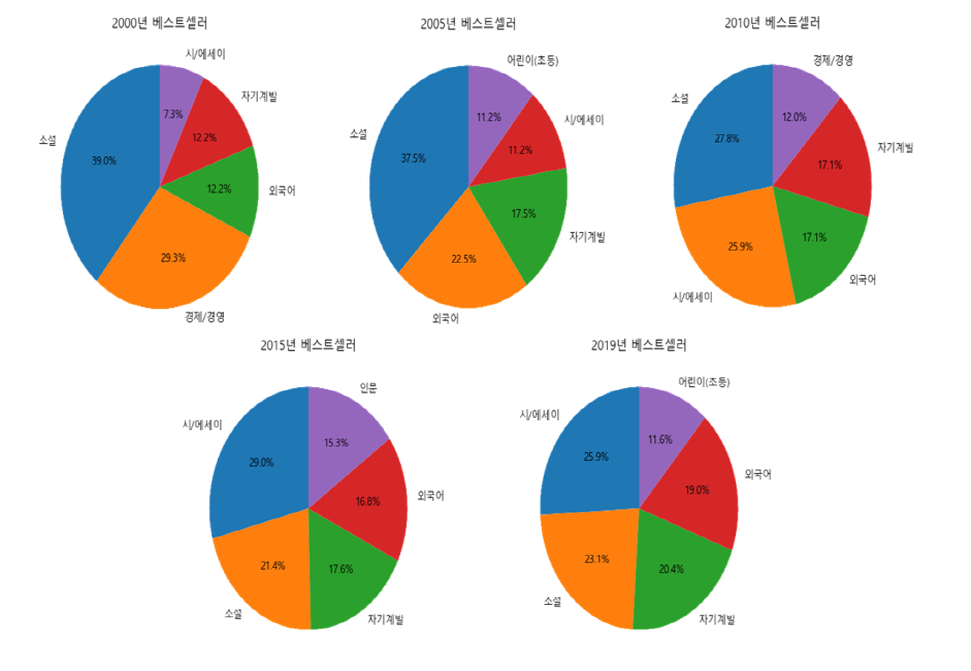 2000년 베스트셀러
시/에세이
자기계발
외국어
경제/경영
소설
7.3%
12.2%
12.2%
29.3%
39.0%
2005년 베스트셀러
어린이(초등)
시/에세이
자기계발
외국어
소설
11.2%
11.2%
17.5%
22.5%
37.5%
2010년 베스트셀러
경제/경영
자기계발
외국어
시/에세이
소설
12.0%
17.1%
17.1%
25.9%
27.8%
2015년 베스트셀러
인문
외국어
자기계발
소설
시/에세이
15.3%
16.8%
17.6%
21.4%
29.0%
2019년 베스트셀러
어린이(초등)
외국어
자기계발
소설
시/에세이
11.6%
19.0%
20.4%
23.1%
25.9%